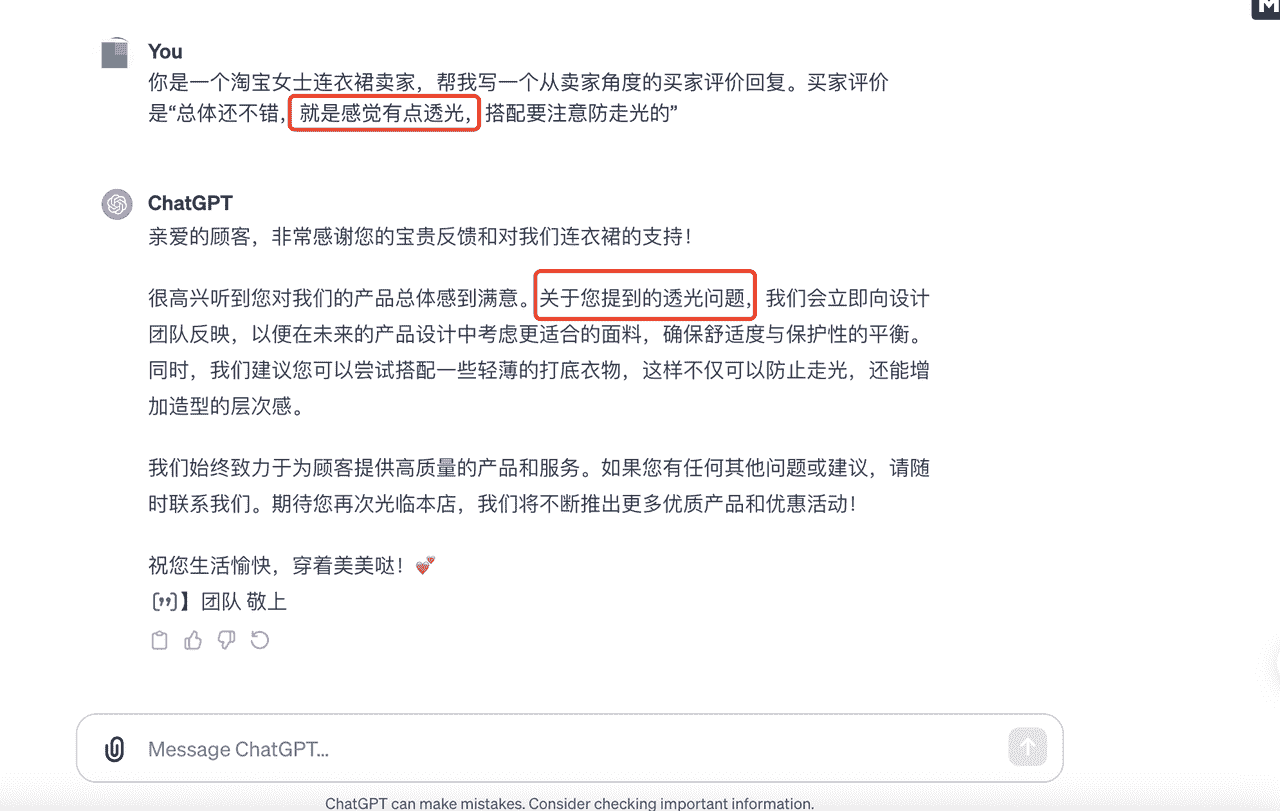 M
You
你是一个淘宝女士连衣裙卖家，帮我写一个从卖家角度的买家评价回复。买家评价
是“总体还不错，就是感觉有点透光，搭配要注意防走光的”
ChatGPT
亲爱的顾客，非常感谢您的宝贵反馈和对我们连衣裙的支持！
很高兴听到您对我们的产品总体感到满意。关于您提到的透光问题，我们会立即向设计
团队反映，以便在未来的产品设计中考虑更适合的面料，确保舒适度与保护性的平衡。
同时，我们建议您可以尝试搭配一些轻薄的打底衣物，这样不仅可以防止走光，还能增
加造型的层次感。
我们始终致力于为顾客提供高质量的产品和服务。如果您有任何其他问题或建议，请随
时联系我们。期待您再次光临本店，我们将不断推出更多优质产品和优惠活动！
祝您生活愉快，穿着美美哒！💕
【❞】团队 敬上
Message ChatGPT...
ChatGPT can make mistakes. Consider checking important information.